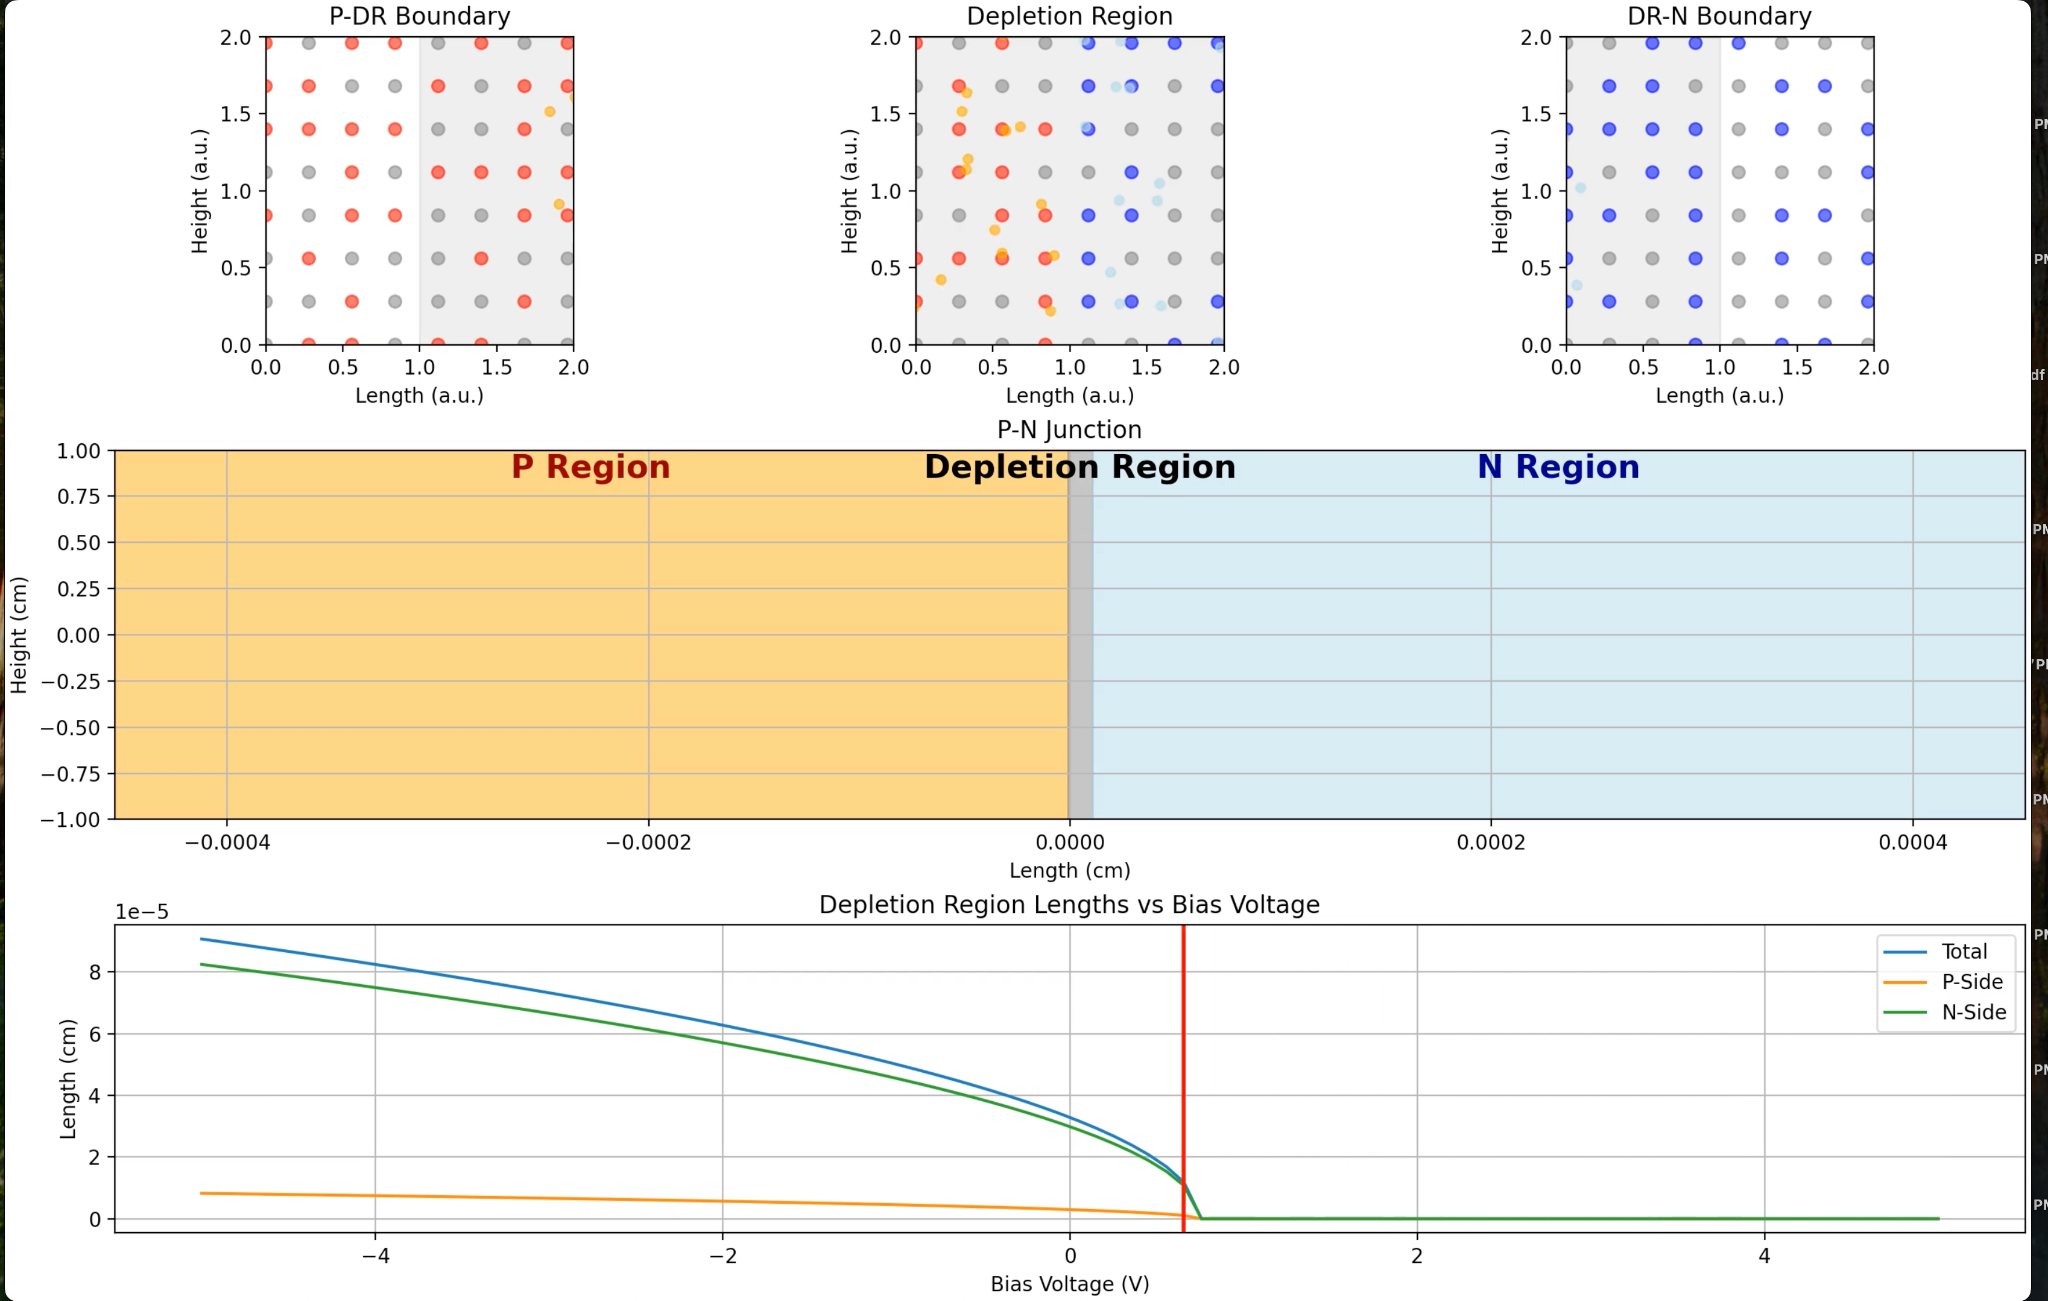 P-DR Boundary
Depletion Region
DR-N Boundary
2.0
1.5
1.0
0.5
0.0
Height (a.u.)
0.0 0.5 1.0 1.5 2.0
Length (a.u.)
2.0
1.5
1.0
0.5
0.0
Height (a.u.)
0.0 0.5 1.0 1.5 2.0
Length (a.u.)
2.0
1.5
1.0
0.5
0.0
Height (a.u.)
0.0 0.5 1.0 1.5 2.0
Length (a.u.)
P-N Junction
P Region
Depletion Region
N Region
1.00
0.75
0.50
0.25
0.00
−0.25
−0.50
−0.75
−1.00
Height (cm)
−0.0004 −0.0002 0.0000 0.0002 0.0004
Length (cm)
Depletion Region Lengths vs Bias Voltage
1e−5
8
6
4
2
0
Length (cm)
Total
P-Side
N-Side
−4 −2 0 2 4
Bias Voltage (V)